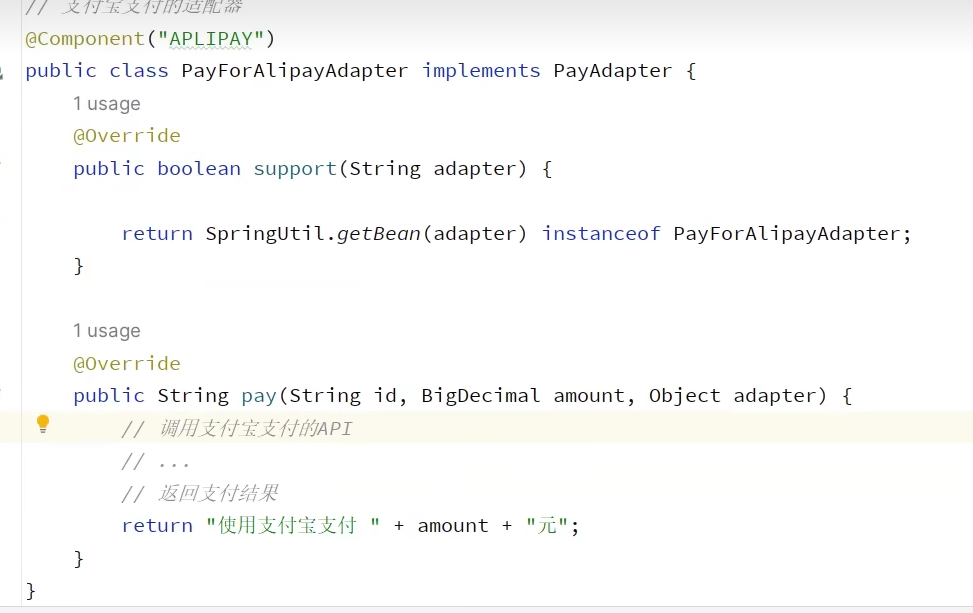 // 支付宝支付的适配器
@Component("APLIPAY")
public class PayForAlipayAdapter implements PayAdapter {
1 usage
@Override
public boolean support(String adapter) {
return SpringUtil.getBean(adapter) instanceof PayForAlipayAdapter;
}
1 usage
@Override
public String pay(String id, BigDecimal amount, Object adapter) {
// 调用支付宝支付的API
// ...
// 返回支付结果
return "使用支付宝支付 " + amount + "元";
}
}